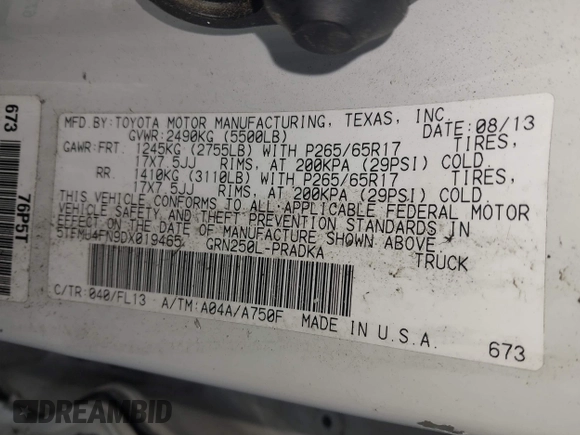 MFD.BY:TOYOTA MOTOR MANUFACTURING, TEXAS, INC.
GVWR:2490KG (5500LB) DATE:08/13
GAWR:FRT. 1245KG (2755LB) WITH P265/65R17 TIRES,
17X7.5JJ RIMS, AT 200KPA (29PSI) COLD.
RR. 1410KG (3110LB) WITH P265/65R17 TIRES,
17X7.5JJ RIMS, AT 200KPA (29PSI) COLD.
THIS VEHICLE CONFORMS TO ALL APPLICABLE FEDERAL MOTOR
VEHICLE SAFETY AND THEFT PREVENTION STANDARDS IN
EFFECT ON THE DATE OF MANUFACTURE SHOWN ABOVE.
5TFMU4FN9DX019465 GRN250L-PRADKA TRUCK
C/TR:040/FL13 A/TM:A04A/A750F MADE IN U.S.A. 673
673
76P5T
DREAMBID